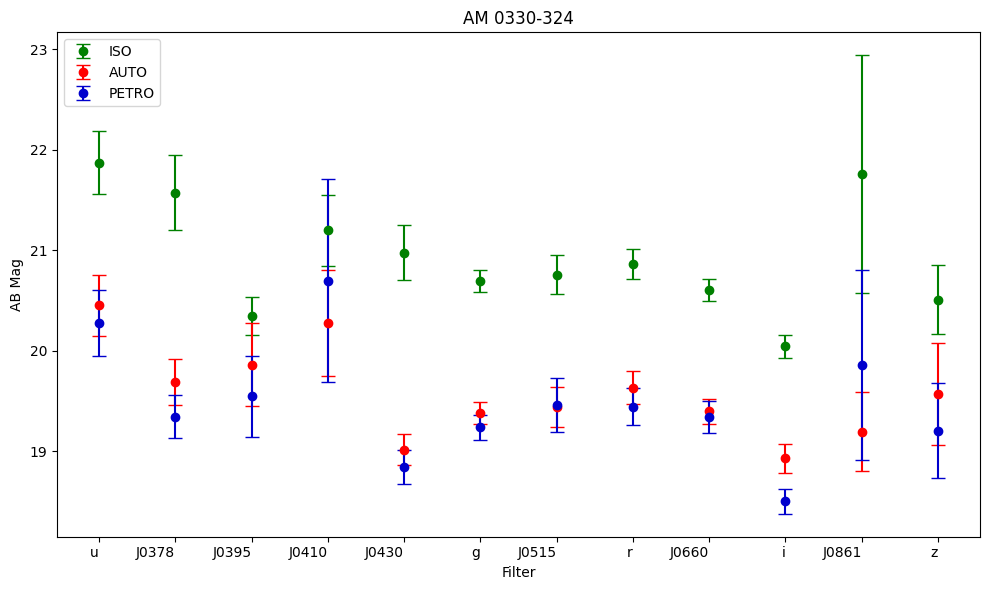 AM 0330-324
ISO
AUTO
PETRO
AB Mag
23
22
21
20
19
u J0378 J0395 J0410 J0430 g J0515 r J0660 i J0861 z
Filter